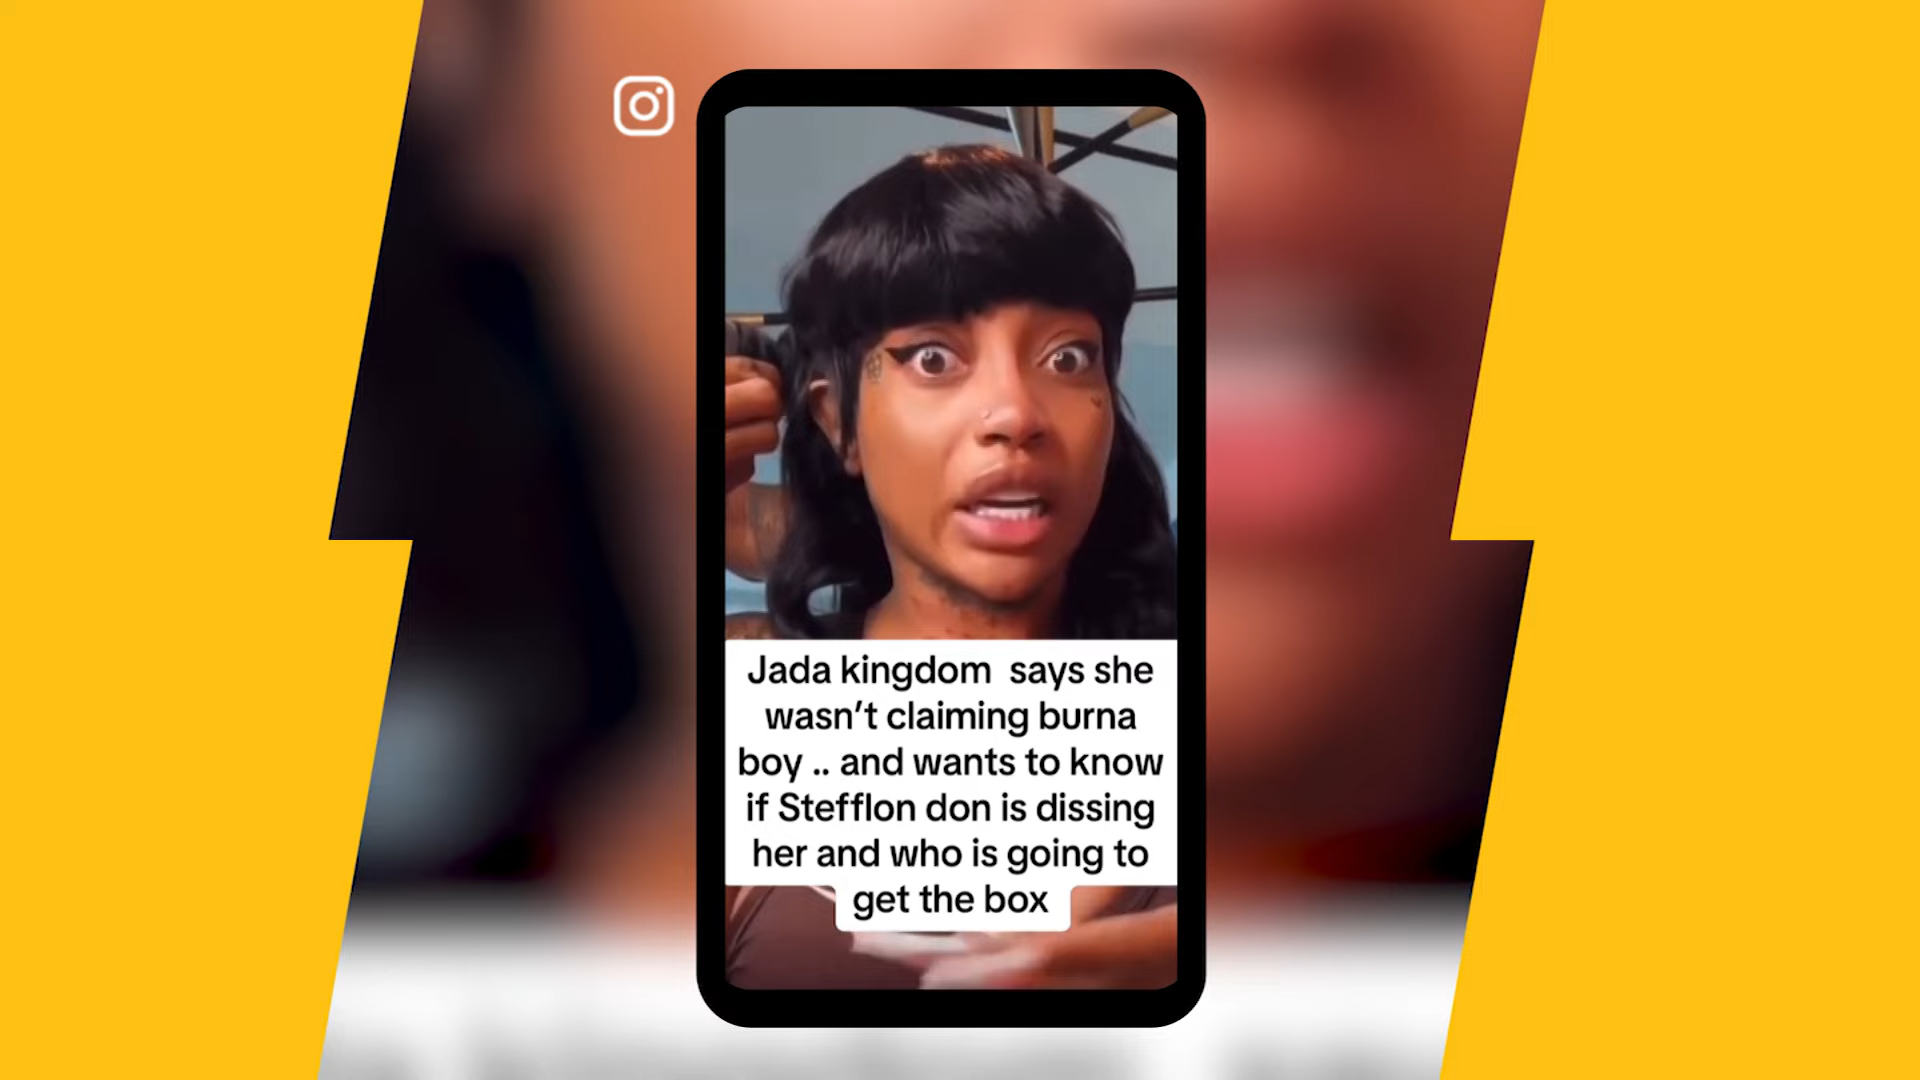 Jada kingdom  says she
wasn’t claiming burna
boy .. and wants to know
if Stefflon don is dissing
her and who is going to
get the box